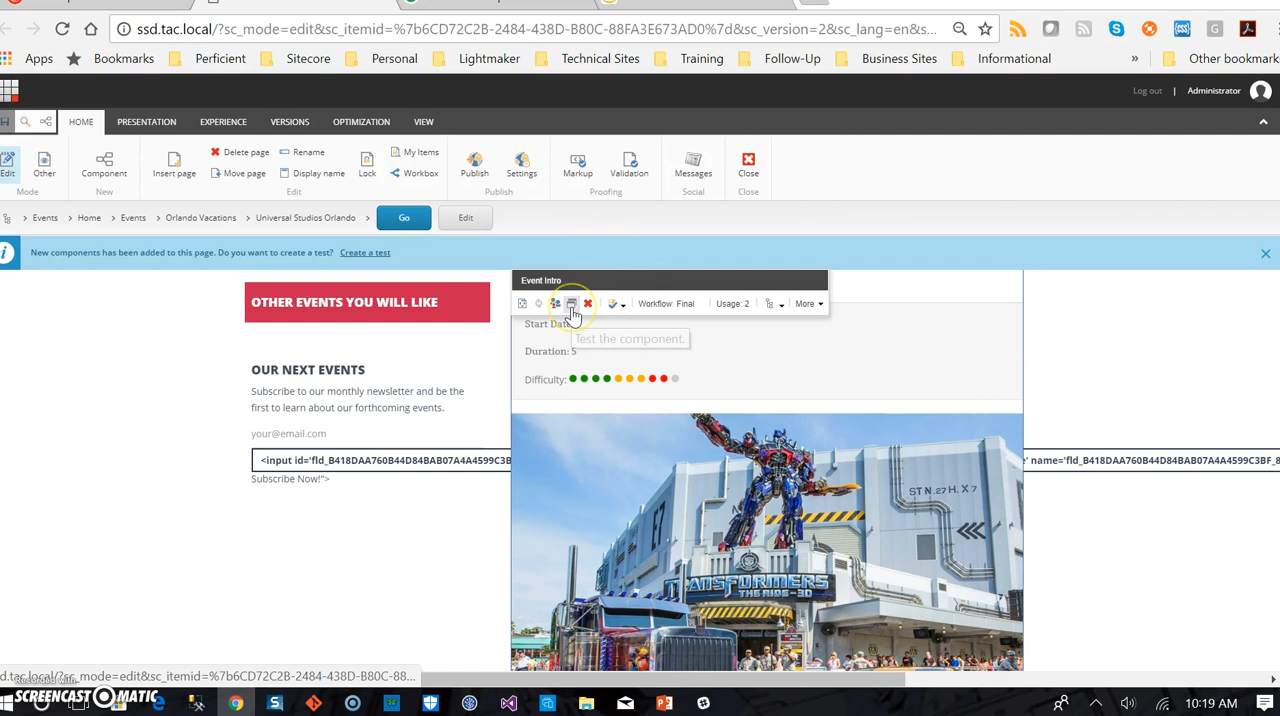 ssd.tac.local/?sc_mode=edit&sc_itemid=%7b6CD72C2B-2484-438D-B80C-88FA3E673AD0%7d&sc_version=2&sc_lang=en&s...
Apps Bookmarks Perficient Sitecore Personal Lightmaker Technical Sites Training Follow-Up Business Sites Informational » Other bookmarks
Log out | Administrator
HOME PRESENTATION EXPERIENCE VERSIONS OPTIMIZATION VIEW
Delete page Rename My Items
Edit Other Component Insert page Move page Display name Lock Workbox Publish Settings Markup Validation Messages Close
Mode New Edit Publish Proofing Social Close
Events Home Events Orlando Vacations Universal Studios Orlando Go Edit
New components has been added to this page. Do you want to create a test? Create a test
Event Intro
Workflow: Final Usage: 2 More
OTHER EVENTS YOU WILL LIKE
Start Date
Test the component.
Duration: 5
Difficulty:
OUR NEXT EVENTS
Subscribe to our monthly newsletter and be the
first to learn about our forthcoming events.
your@email.com
<input id='fld_B418DAA760B44D84BAB07A4A4599C3B
e' name='fld_B418DAA760B44D84BAB07A4A4599C3BF_8
Subscribe Now!">
ST N. 27 H. X 7
TRANSFORMERS
THE RIDE-3D
d.tac.local/?sc_mode=edit&sc_itemid=%7b6CD72C2B-2484-438D-B80C-88FA3E673AD0%7d&sc_...
SCREENCAST MATIC
10:19 AM